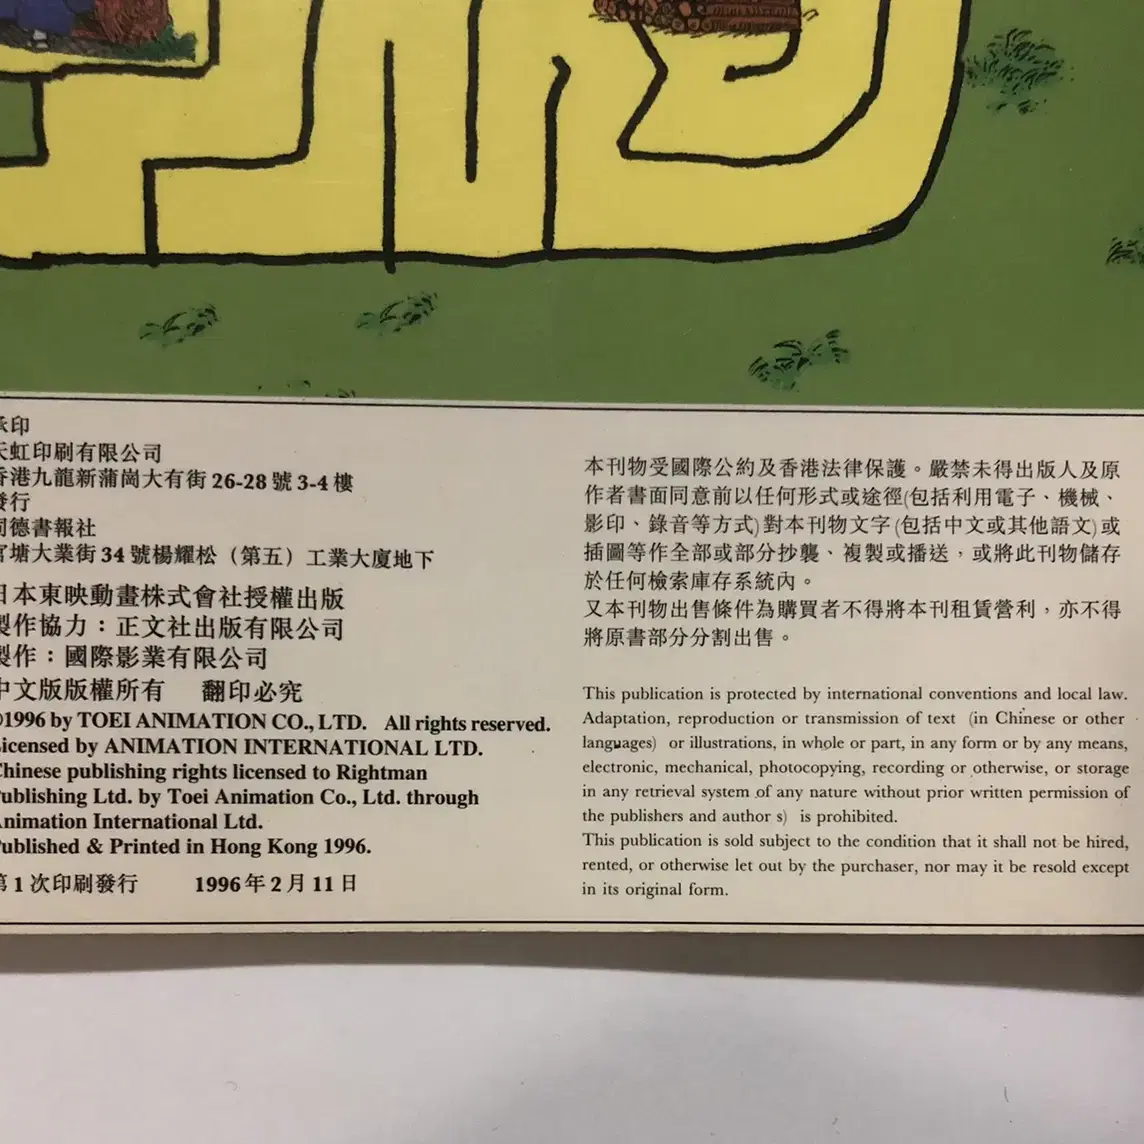 承印
天虹印刷有限公司
香港九龍新蒲崗大有街 26-28 號 3-4 樓
發行
同德書報社
官塘大業街 34 號楊耀松（第五）工業大廈地下
日本東映動畫株式會社授權出版
製作協力：正文社出版有限公司
製作：國際影業有限公司
中文版版權所有 翻印必究
©1996 by TOEI ANIMATION CO., LTD. All rights reserved.
Licensed by ANIMATION INTERNATIONAL LTD.
Chinese publishing rights licensed to Rightman
Publishing Ltd. by Toei Animation Co., Ltd. through
Animation International Ltd.
Published & Printed in Hong Kong 1996.
第 1 次印刷發行 1996 年 2 月 11 日
本刊物受國際公約及香港法律保護。嚴禁未得出版人及原
作者書面同意前以任何形式或途徑(包括利用電子、機械、
影印、錄音等方式)對本刊物文字(包括中文或其他語文)或
插圖等作全部或部分抄襲、複製或播送，或將此刊物儲存
於任何檢索庫存系統內。
又本刊物出售條件為購買者不得將本刊租賃營利，亦不得
將原書部分分割出售。
This publication is protected by international conventions and local law.
Adaptation, reproduction or transmission of text (in Chinese or other
languages) or illustrations, in whole or part, in any form or by any means,
electronic, mechanical, photocopying, recording or otherwise, or storage
in any retrieval system of any nature without prior written permission of
the publishers and author s) is prohibited.
This publication is sold subject to the condition that it shall not be hired,
rented, or otherwise let out by the purchaser, nor may it be resold except
in its original form.